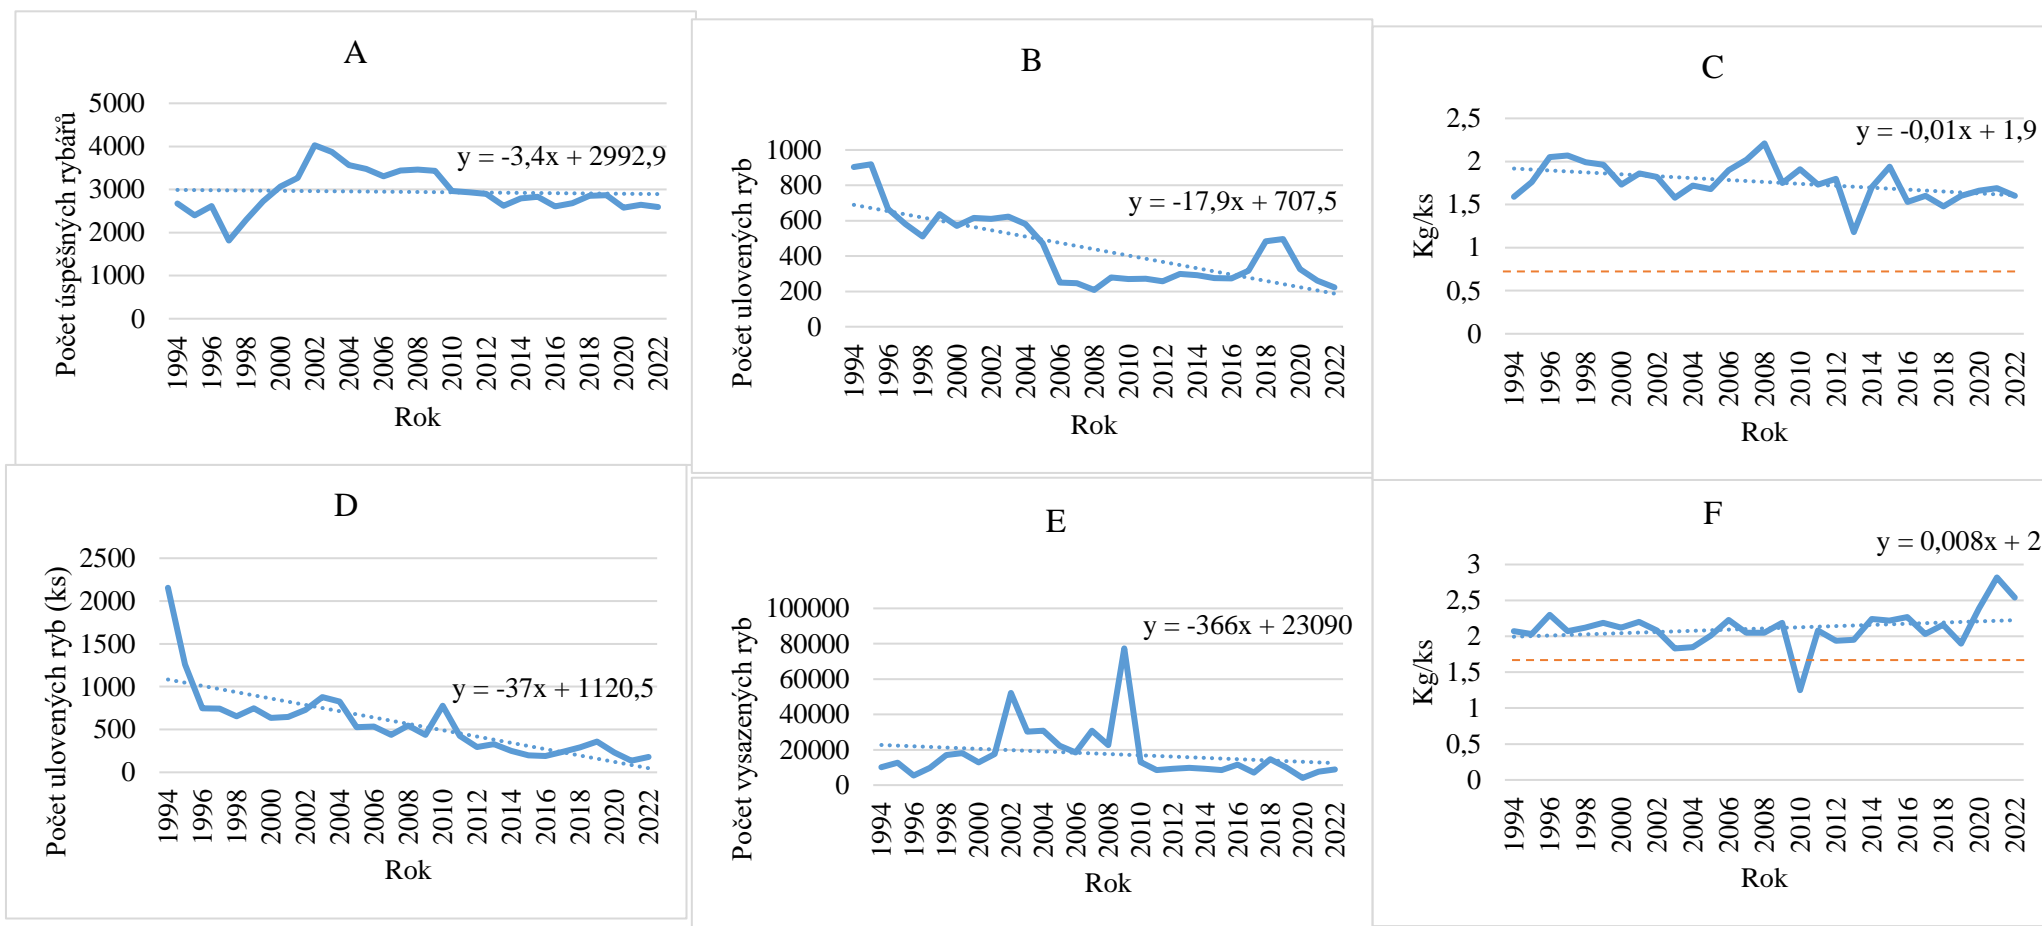 A
Počet úspěšných rybářů
5000
4000
3000
2000
1000
0
y = -3,4x + 2992,9
1994 1996 1998 2000 2002 2004 2006 2008 2010 2012 2014 2016 2018 2020 2022
Rok
B
Počet ulovených ryb
1000
800
600
400
200
0
y = -17,9x + 707,5
1994 1996 1998 2000 2002 2004 2006 2008 2010 2012 2014 2016 2018 2020 2022
Rok
C
Kg/ks
2,5
2
1,5
1
0,5
0
y = -0,01x + 1,9
1994 1996 1998 2000 2002 2004 2006 2008 2010 2012 2014 2016 2018 2020 2022
Rok
D
Počet ulovených ryb (ks)
2500
2000
1500
1000
500
0
y = -37x + 1120,5
1994 1996 1998 2000 2002 2004 2006 2008 2010 2012 2014 2016 2018 2020 2022
Rok
E
Počet vysazených ryb
100000
80000
60000
40000
20000
0
y = -366x + 23090
1994 1996 1998 2000 2002 2004 2006 2008 2010 2012 2014 2016 2018 2020 2022
Rok
F
Kg/ks
3
2,5
2
1,5
1
0,5
0
y = 0,008x + 2
1994 1996 1998 2000 2002 2004 2006 2008 2010 2012 2014 2016 2018 2020 2022
Rok